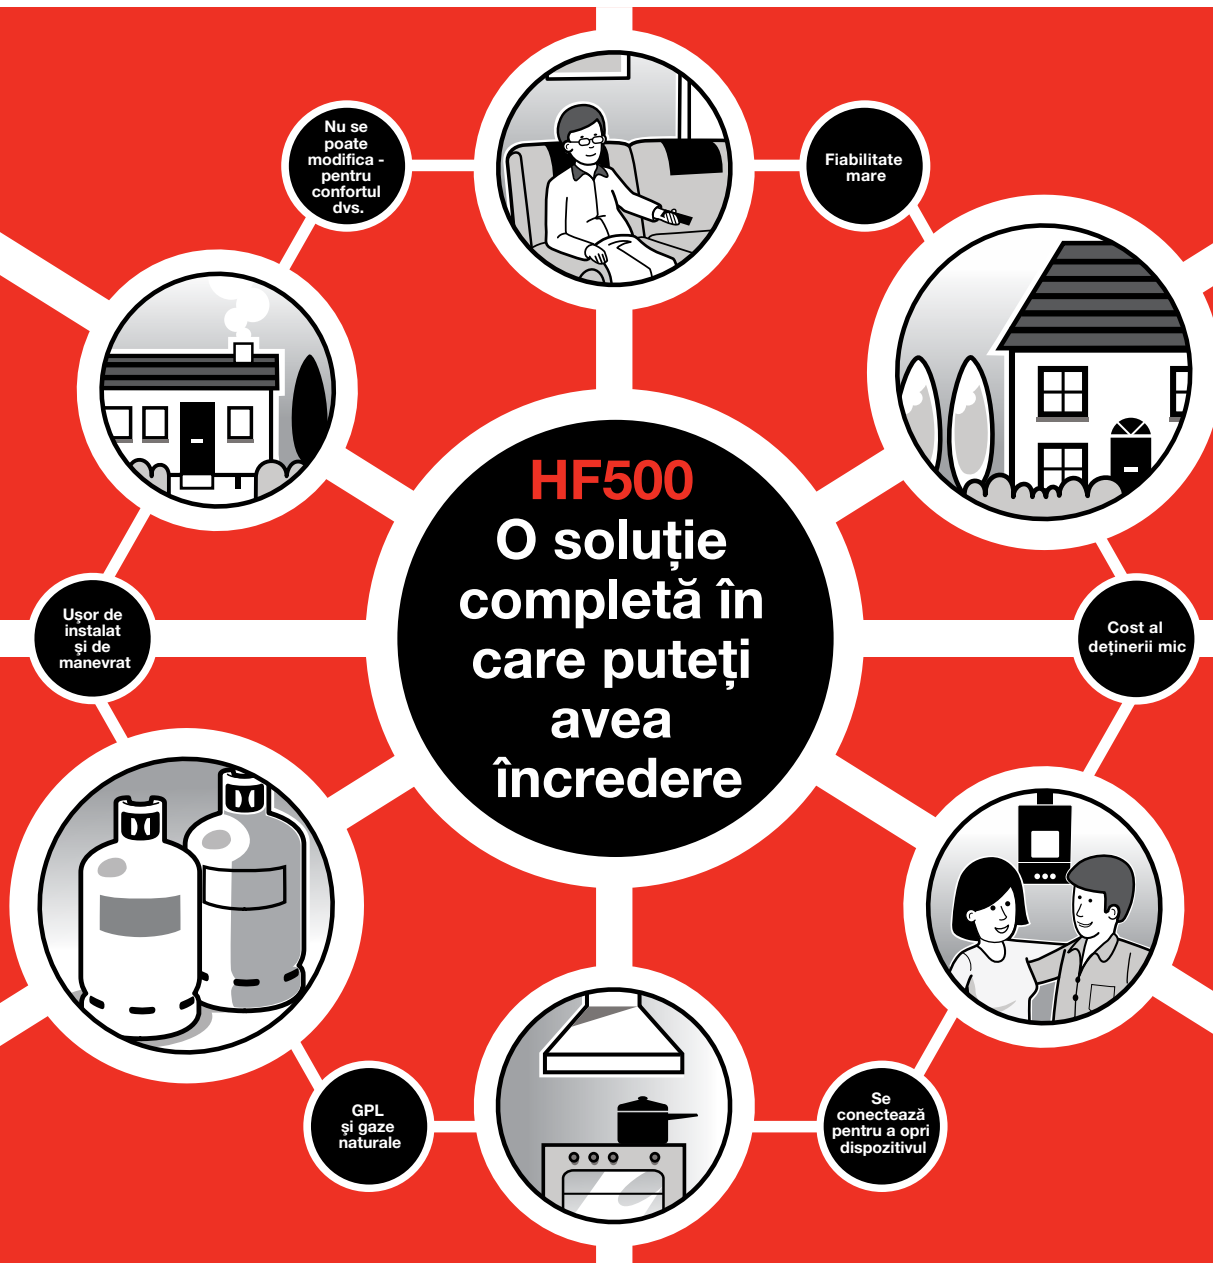 Nu se
poate
modifica -
pentru
confortul
dvs.
Fiabilitate
mare
HF500
O soluție
completă în
care puteți
avea
încredere
Uşor de
instalat
şi de
manevrat
Cost al
deținerii mic
GPL
şi gaze
naturale
Se
conectează
pentru a opri
dispozitivul